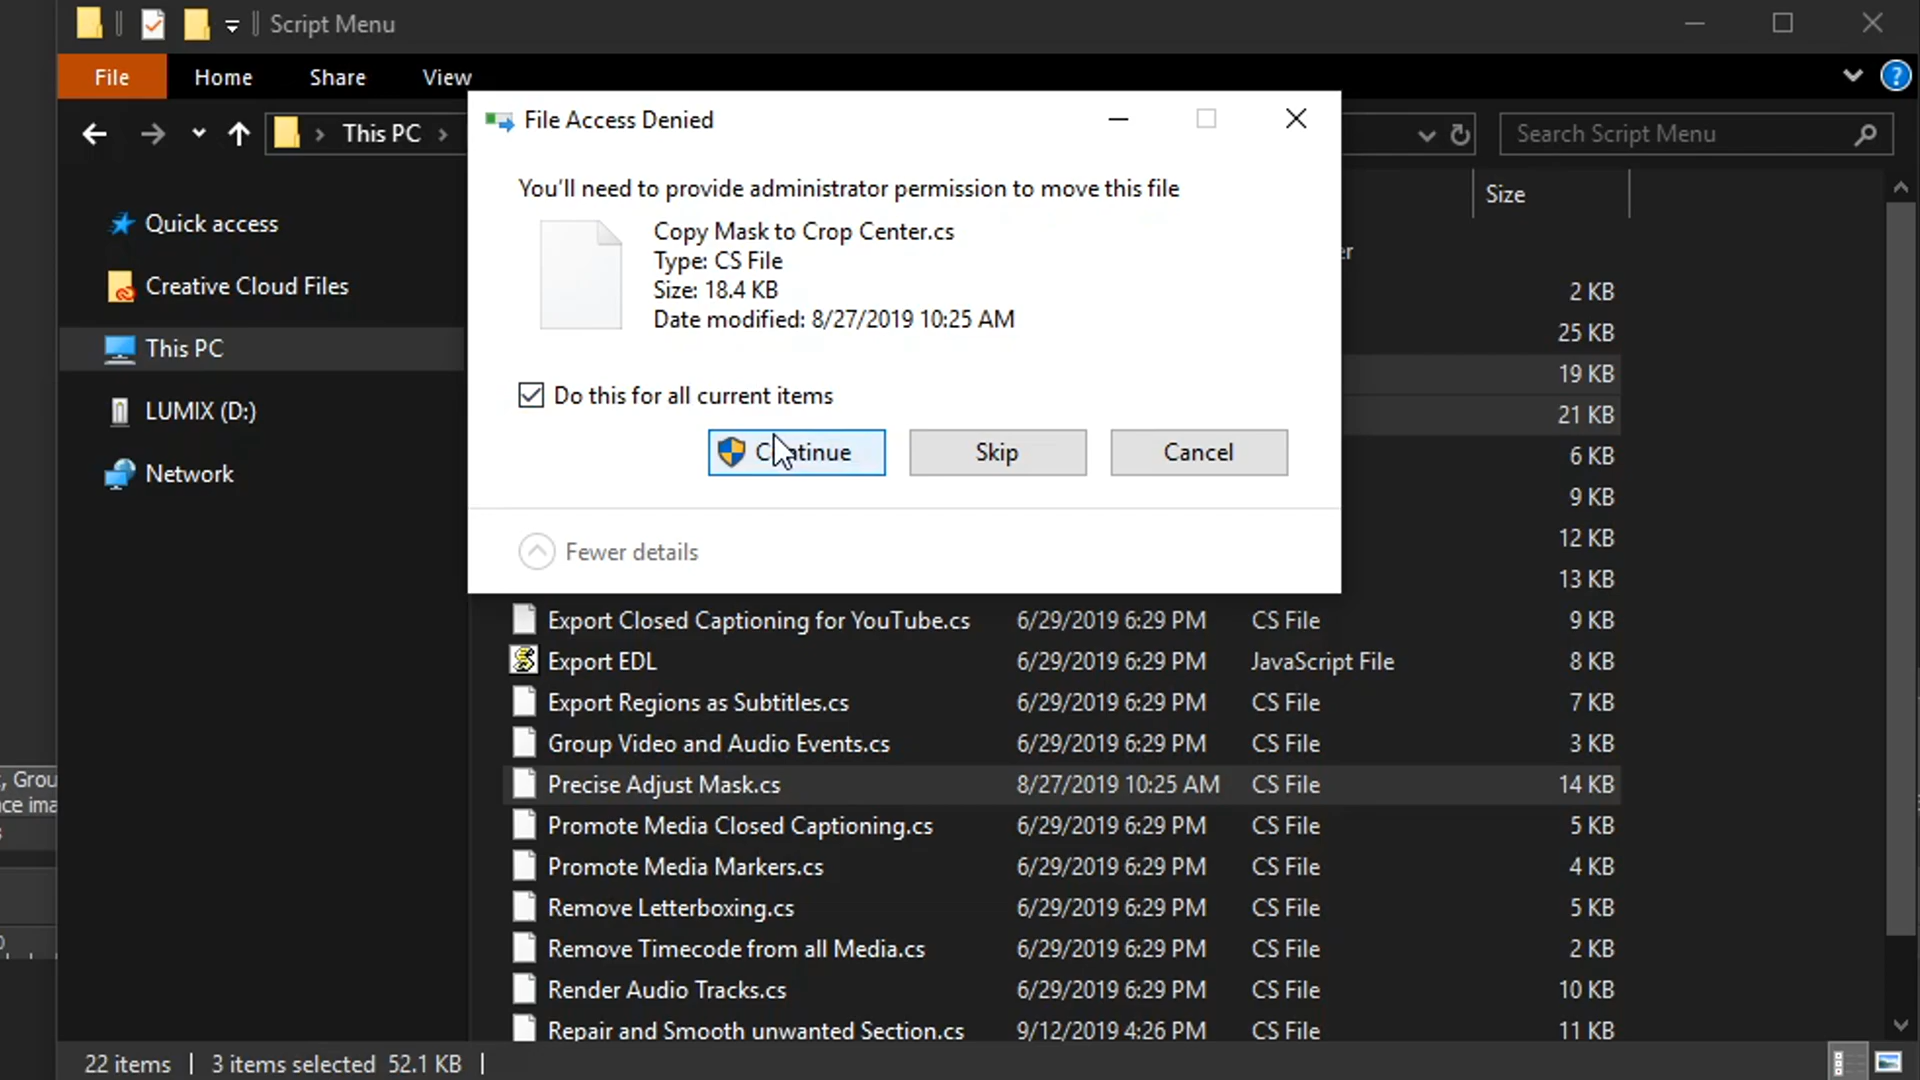 Script Menu
File Home Share View
This PC
Search Script Menu
File Access Denied
You'll need to provide administrator permission to move this file
Copy Mask to Crop Center.cs
Type: CS File
Size: 18.4 KB
Date modified: 8/27/2019 10:25 AM
Do this for all current items
Continue Skip Cancel
Fewer details
Quick access
Creative Cloud Files
This PC
LUMIX (D:)
Network
Size
2 KB
25 KB
19 KB
21 KB
6 KB
9 KB
12 KB
13 KB
Export Closed Captioning for YouTube.cs 6/29/2019 6:29 PM CS File 9 KB
Export EDL 6/29/2019 6:29 PM JavaScript File 8 KB
Export Regions as Subtitles.cs 6/29/2019 6:29 PM CS File 7 KB
Group Video and Audio Events.cs 6/29/2019 6:29 PM CS File 3 KB
Precise Adjust Mask.cs 8/27/2019 10:25 AM CS File 14 KB
Promote Media Closed Captioning.cs 6/29/2019 6:29 PM CS File 5 KB
Promote Media Markers.cs 6/29/2019 6:29 PM CS File 4 KB
Remove Letterboxing.cs 6/29/2019 6:29 PM CS File 5 KB
Remove Timecode from all Media.cs 6/29/2019 6:29 PM CS File 2 KB
Render Audio Tracks.cs 6/29/2019 6:29 PM CS File 10 KB
Repair and Smooth unwanted Section.cs 9/12/2019 4:26 PM CS File 11 KB
22 items 3 items selected 52.1 KB